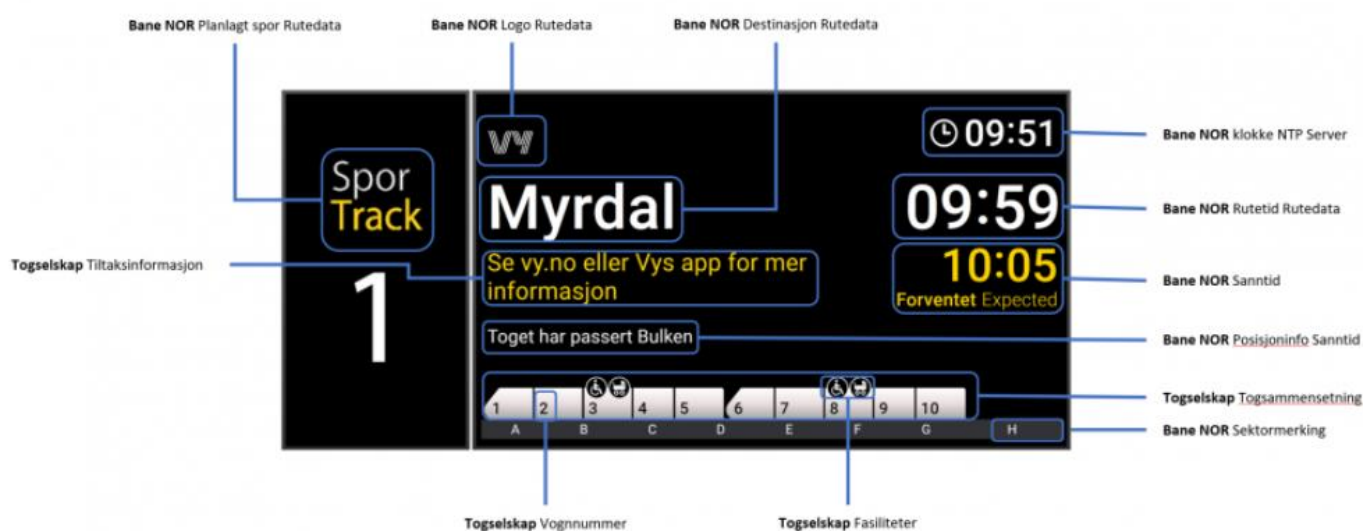 Bane NOR Planlagt spor Rutedata
Bane NOR Logo Rutedata
Bane NOR Destinasjon Rutedata
Vy
09:51
Bane NOR klokke NTP Server
Spor
Track
1
Myrdal
09:59
Bane NOR Rutetid Rutedata
Togselskap Tiltaksinformasjon
Se vy.no eller Vys app for mer
informasjon
10:05
Forventet Expected
Bane NOR Sanntid
Toget har passert Bulken
Bane NOR Posisjoninfo Sanntid
1 2 3 4 5 6 7 8 9 10
Togselskap Togsammensetning
A B C D E F G H
Bane NOR Sektormerking
Togselskap Vognnummer
Togselskap Fasiliteter